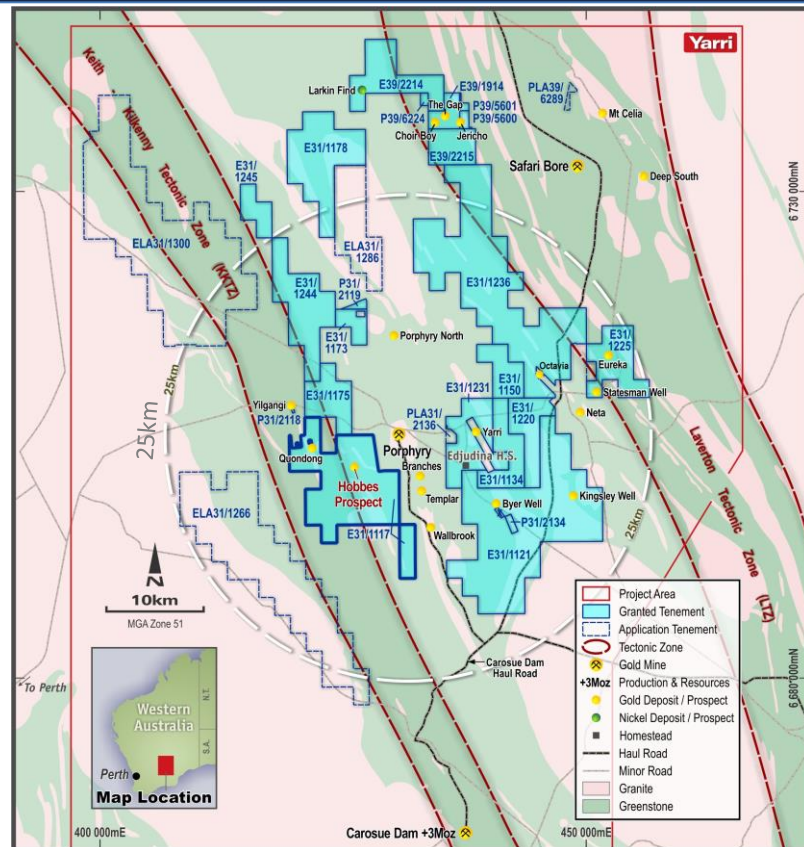 Yarri
Keith - Kilkenny Tectonic Zone (KKTZ)
Larkin Find
E39/2214
E39/1914
The Gap
P39/5601
P39/6224
P39/5600
Choir Boy
Jericho
E39/2215
PLA39/
6289
Mt Celia
Safari Bore
Deep South
6 730 000mN
E31/1178
E31/
1245
ELA31/1300
ELA31/
1286
E31/
1244
P31/
2119
E31/1236
E31/
1173
Porphyry North
E31/
1225
Eureka
Octavia
25km
25km
25km
E31/1175
E31/1231
E31/
1150
Statesman Well
Yilgangi
P31/2118
PLA31/
2136
E31/
1220
Neta
Porphyry
Yarri
Quondong
Edjudina H.S.
Hobbes
Prospect
Branches
E31/1134
Templar
Kingsley Well
Byer Well
ELA31/1266
E31/1117
Wallbrook
P31/2134
E31/1121
25km
Laverton Tectonic Zone (LTZ)
N
10km
MGA Zone 51
Carosue Dam
Haul Road
6 680 000mN
To Perth
Western
Australia
N.T.
S.A.
Perth
Map Location
Project Area
Granted Tenement
Application Tenement
Tectonic Zone
Gold Mine
+3Moz Production & Resources
Gold Deposit / Prospect
Nickel Deposit / Prospect
Homestead
Haul Road
Minor Road
Granite
Greenstone
400 000mE
Carosue Dam +3Moz
450 000mE